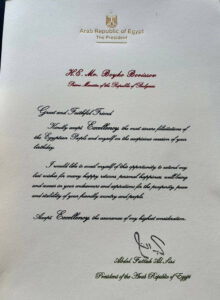 Arab Republic of Egypt
The President
H.E. Mr. Boyko Borissov
Prime Minister of the Republic of Bulgaria
Great and Faithful Friend,
Kindly accept, Excellency, the most sincere felicitations
of the Egyptian People and myself on the auspicious occasion of your
birthday.
I would like to avail myself of this opportunity to extend my
best wishes for many happy returns, personal happiness, well-being
and success to your endeavors and aspirations for the prosperity, peace
and stability of your friendly country and people.
Accept, Excellency, the assurance of my highest consideration.
Abdel Fattah Al-Sisi
President of the Arab Republic of Egypt